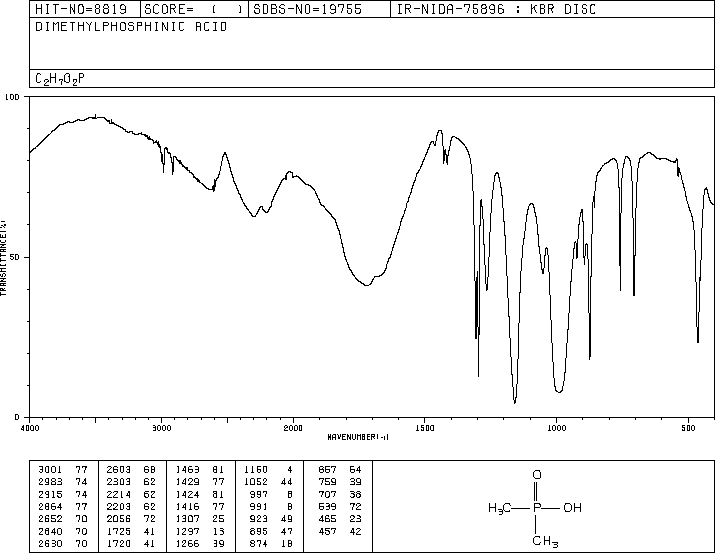 HIT-NO=8819 SCORE= ( ) SDBS-NO=19755 IR-NIDA-75896 : KBR DISC
DIMETHYLPHOSPHINIC ACID
C2H7O2P
100
50
0
TRANSMITTANCE(%)
4000 3000 2000 1500 1000 500
WAVENUMBER(-1)
3001 77 2603 68 1463 81 1160 4 857 64
2983 74 2303 62 1429 77 1052 44 759 39
2915 74 2214 62 1424 81 997 8 707 36
2864 77 2203 62 1416 77 991 8 539 72
2652 70 2056 72 1307 25 923 49 465 23
2640 70 1725 41 1297 13 895 47 457 42
2630 70 1720 41 1266 39 874 18
O
H3C P OH
CH3